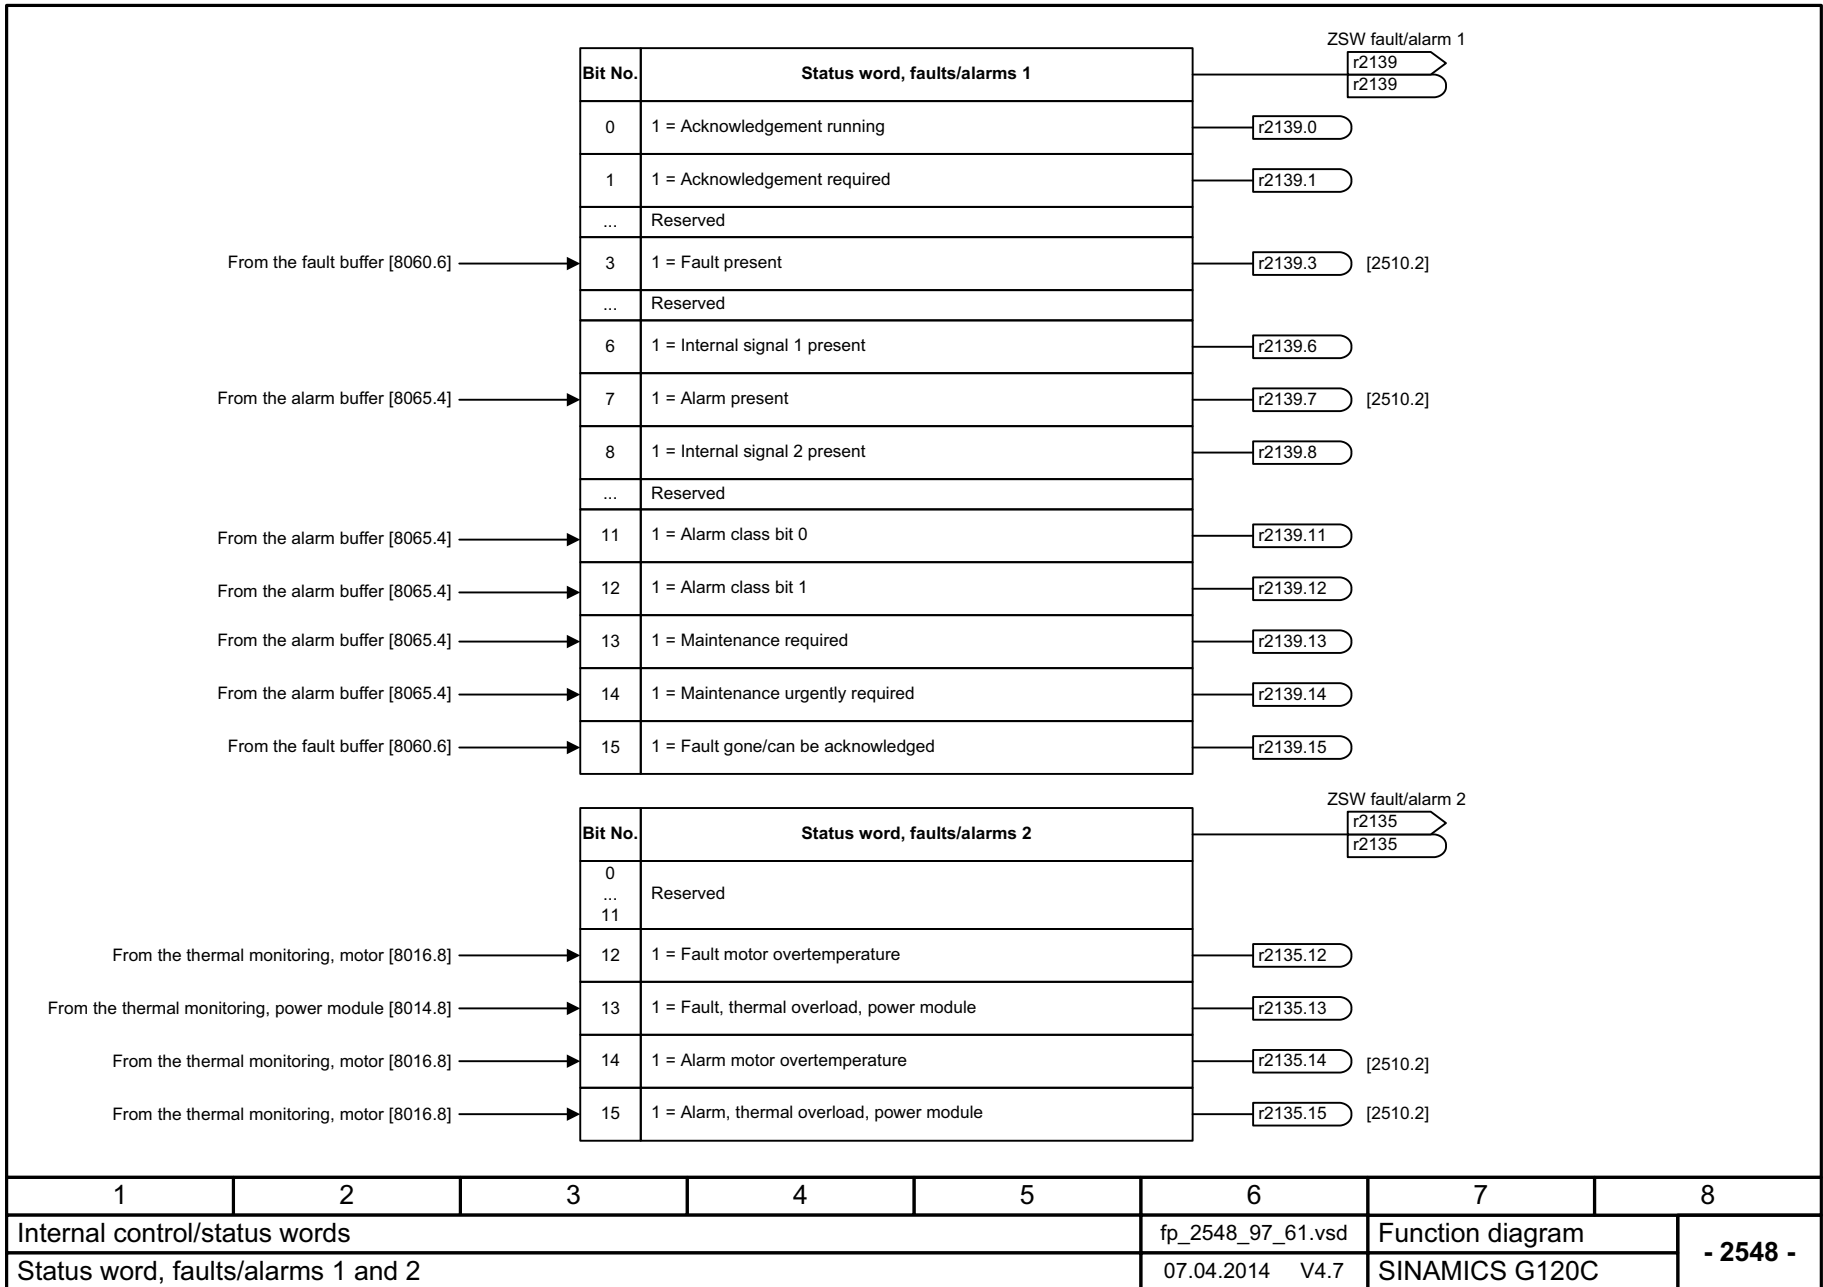 ZSW fault/alarm 1
Bit No. Status word, faults/alarms 1 r2139
r2139
0 1 = Acknowledgement running r2139.0
1 1 = Acknowledgement required r2139.1
... Reserved
From the fault buffer [8060.6] 3 1 = Fault present r2139.3 [2510.2]
... Reserved
6 1 = Internal signal 1 present r2139.6
From the alarm buffer [8065.4] 7 1 = Alarm present r2139.7 [2510.2]
8 1 = Internal signal 2 present r2139.8
... Reserved
From the alarm buffer [8065.4] 11 1 = Alarm class bit 0 r2139.11
From the alarm buffer [8065.4] 12 1 = Alarm class bit 1 r2139.12
From the alarm buffer [8065.4] 13 1 = Maintenance required r2139.13
From the alarm buffer [8065.4] 14 1 = Maintenance urgently required r2139.14
From the fault buffer [8060.6] 15 1 = Fault gone/can be acknowledged r2139.15
ZSW fault/alarm 2
Bit No. Status word, faults/alarms 2 r2135
r2135
0
... Reserved
11
From the thermal monitoring, motor [8016.8] 12 1 = Fault motor overtemperature r2135.12
From the thermal monitoring, power module [8014.8] 13 1 = Fault, thermal overload, power module r2135.13
From the thermal monitoring, motor [8016.8] 14 1 = Alarm motor overtemperature r2135.14 [2510.2]
From the thermal monitoring, motor [8016.8] 15 1 = Alarm, thermal overload, power module r2135.15 [2510.2]
1 2 3 4 5 6 7 8
Internal control/status words fp_2548_97_61.vsd Function diagram - 2548 -
Status word, faults/alarms 1 and 2 07.04.2014 V4.7 SINAMICS G120C